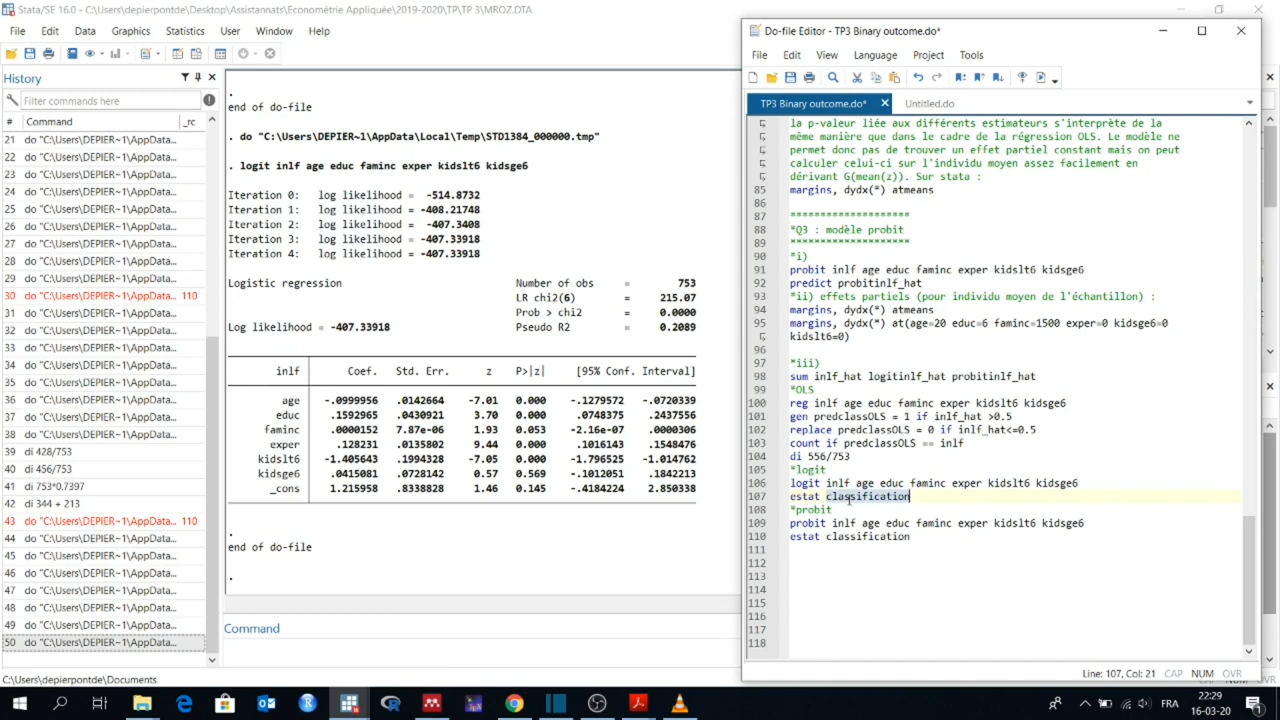 Stata/SE 16.0 - C:\Users\depierpontde\Desktop\Assistannats\Econométrie Appliquée\2019-2020\TP\TP 3\MROZ.DTA
File Edit Data Graphics Statistics User Window Help
History
Filter commands here
# Command _rc
21 do "C:\Users\DEPIER~1\AppData...
22 do "C:\Users\DEPIER~1\AppData...
23 do "C:\Users\DEPIER~1\AppData...
24 do "C:\Users\DEPIER~1\AppData...
25 do "C:\Users\DEPIER~1\AppData...
26 do "C:\Users\DEPIER~1\AppData...
27 do "C:\Users\DEPIER~1\AppData...
28 do "C:\Users\DEPIER~1\AppData...
29 do "C:\Users\DEPIER~1\AppData...
30 do "C:\Users\DEPIER~1\AppData... 110
31 do "C:\Users\DEPIER~1\AppData...
32 do "C:\Users\DEPIER~1\AppData...
33 do "C:\Users\DEPIER~1\AppData...
34 do "C:\Users\DEPIER~1\AppData...
35 do "C:\Users\DEPIER~1\AppData...
36 do "C:\Users\DEPIER~1\AppData...
37 do "C:\Users\DEPIER~1\AppData...
38 do "C:\Users\DEPIER~1\AppData...
39 di 428/753
40 di 456/753
41 di 753*0.7397
42 di 344 + 213
43 do "C:\Users\DEPIER~1\AppData... 110
44 do "C:\Users\DEPIER~1\AppData...
45 do "C:\Users\DEPIER~1\AppData...
46 do "C:\Users\DEPIER~1\AppData...
47 do "C:\Users\DEPIER~1\AppData...
48 do "C:\Users\DEPIER~1\AppData...
49 do "C:\Users\DEPIER~1\AppData...
50 do "C:\Users\DEPIER~1\AppData...
.
end of do-file
. do "C:\Users\DEPIER~1\AppData\Local\Temp\STD1384_000000.tmp"
. logit inlf age educ faminc exper kidslt6 kidsge6
Iteration 0: log likelihood = -514.8732
Iteration 1: log likelihood = -408.21748
Iteration 2: log likelihood = -407.3408
Iteration 3: log likelihood = -407.33918
Iteration 4: log likelihood = -407.33918
Logistic regression Number of obs = 753
LR chi2(6) = 215.07
Prob > chi2 = 0.0000
Log likelihood = -407.33918 Pseudo R2 = 0.2089
inlf Coef. Std. Err. z P>|z| [95% Conf. Interval]
age -.0999956 .0142664 -7.01 0.000 -.1279572 -.0720339
educ .1592965 .0430921 3.70 0.000 .0748375 .2437556
faminc .0000152 7.87e-06 1.93 0.053 -2.16e-07 .0000306
exper .128231 .0135802 9.44 0.000 .1016143 .1548476
kidslt6 -1.405643 .1994328 -7.05 0.000 -1.796525 -1.014762
kidsge6 .0415081 .0728142 0.57 0.569 -.1012051 .1842213
_cons 1.215958 .8338828 1.46 0.145 -.4184224 2.850338
.
end of do-file
.
Command
C:\Users\DEPIER~1\Documents
Do-file Editor - TP3 Binary outcome.do*
File Edit View Language Project Tools
TP3 Binary outcome.do* Untitled.do
la p-valeur liée aux différents estimateurs s'interprète de la
même manière que dans le cadre de la régression OLS. Le modèle ne
permet donc pas de trouver un effet partiel constant mais on peut
calculer celui-ci sur l'individu moyen assez facilement en
dérivant G(mean(z)). Sur stata :
85 margins, dydx(*) atmeans
86
87 ********************
88 *Q3 : modèle probit
89 ********************
90 *i)
91 probit inlf age educ faminc exper kidslt6 kidsge6
92 predict probitinlf_hat
93 *ii) effets partiels (pour individu moyen de l'échantillon) :
94 margins, dydx(*) atmeans
95 margins, dydx(*) at(age=20 educ=6 faminc=1500 exper=0 kidsge6=0
kidslt6=0)
96
97 *iii)
98 sum inlf_hat logitinlf_hat probitinlf_hat
99 *OLS
100 reg inlf age educ faminc exper kidslt6 kidsge6
101 gen predclassOLS = 1 if inlf_hat >0.5
102 replace predclassOLS = 0 if inlf_hat<=0.5
103 count if predclassOLS == inlf
104 di 556/753
105 *logit
106 logit inlf age educ faminc exper kidslt6 kidsge6
107 estat classification
108 *probit
109 probit inlf age educ faminc exper kidslt6 kidsge6
110 estat classification
111
112
113
114
115
116
117
118
Line: 107, Col: 21 CAP NUM OVR
FRA
22:29
16-03-20